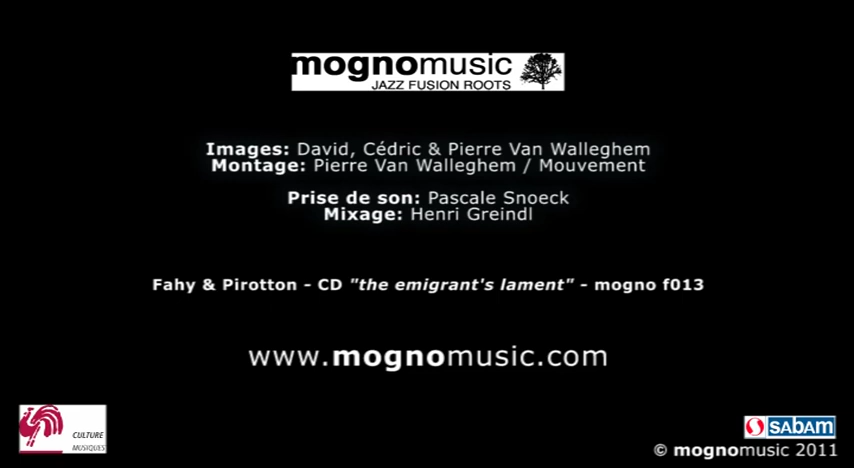 mognomusic
JAZZ FUSION ROOTS
Images: David, Cédric & Pierre Van Walleghem
Montage: Pierre Van Walleghem / Mouvement
Prise de son: Pascale Snoeck
Mixage: Henri Greindl
Fahy & Pirotton - CD "the emigrant's lament" - mogno f013
www.mognomusic.com
CULTURE
MUSIQUES
SABAM
© mognomusic 2011